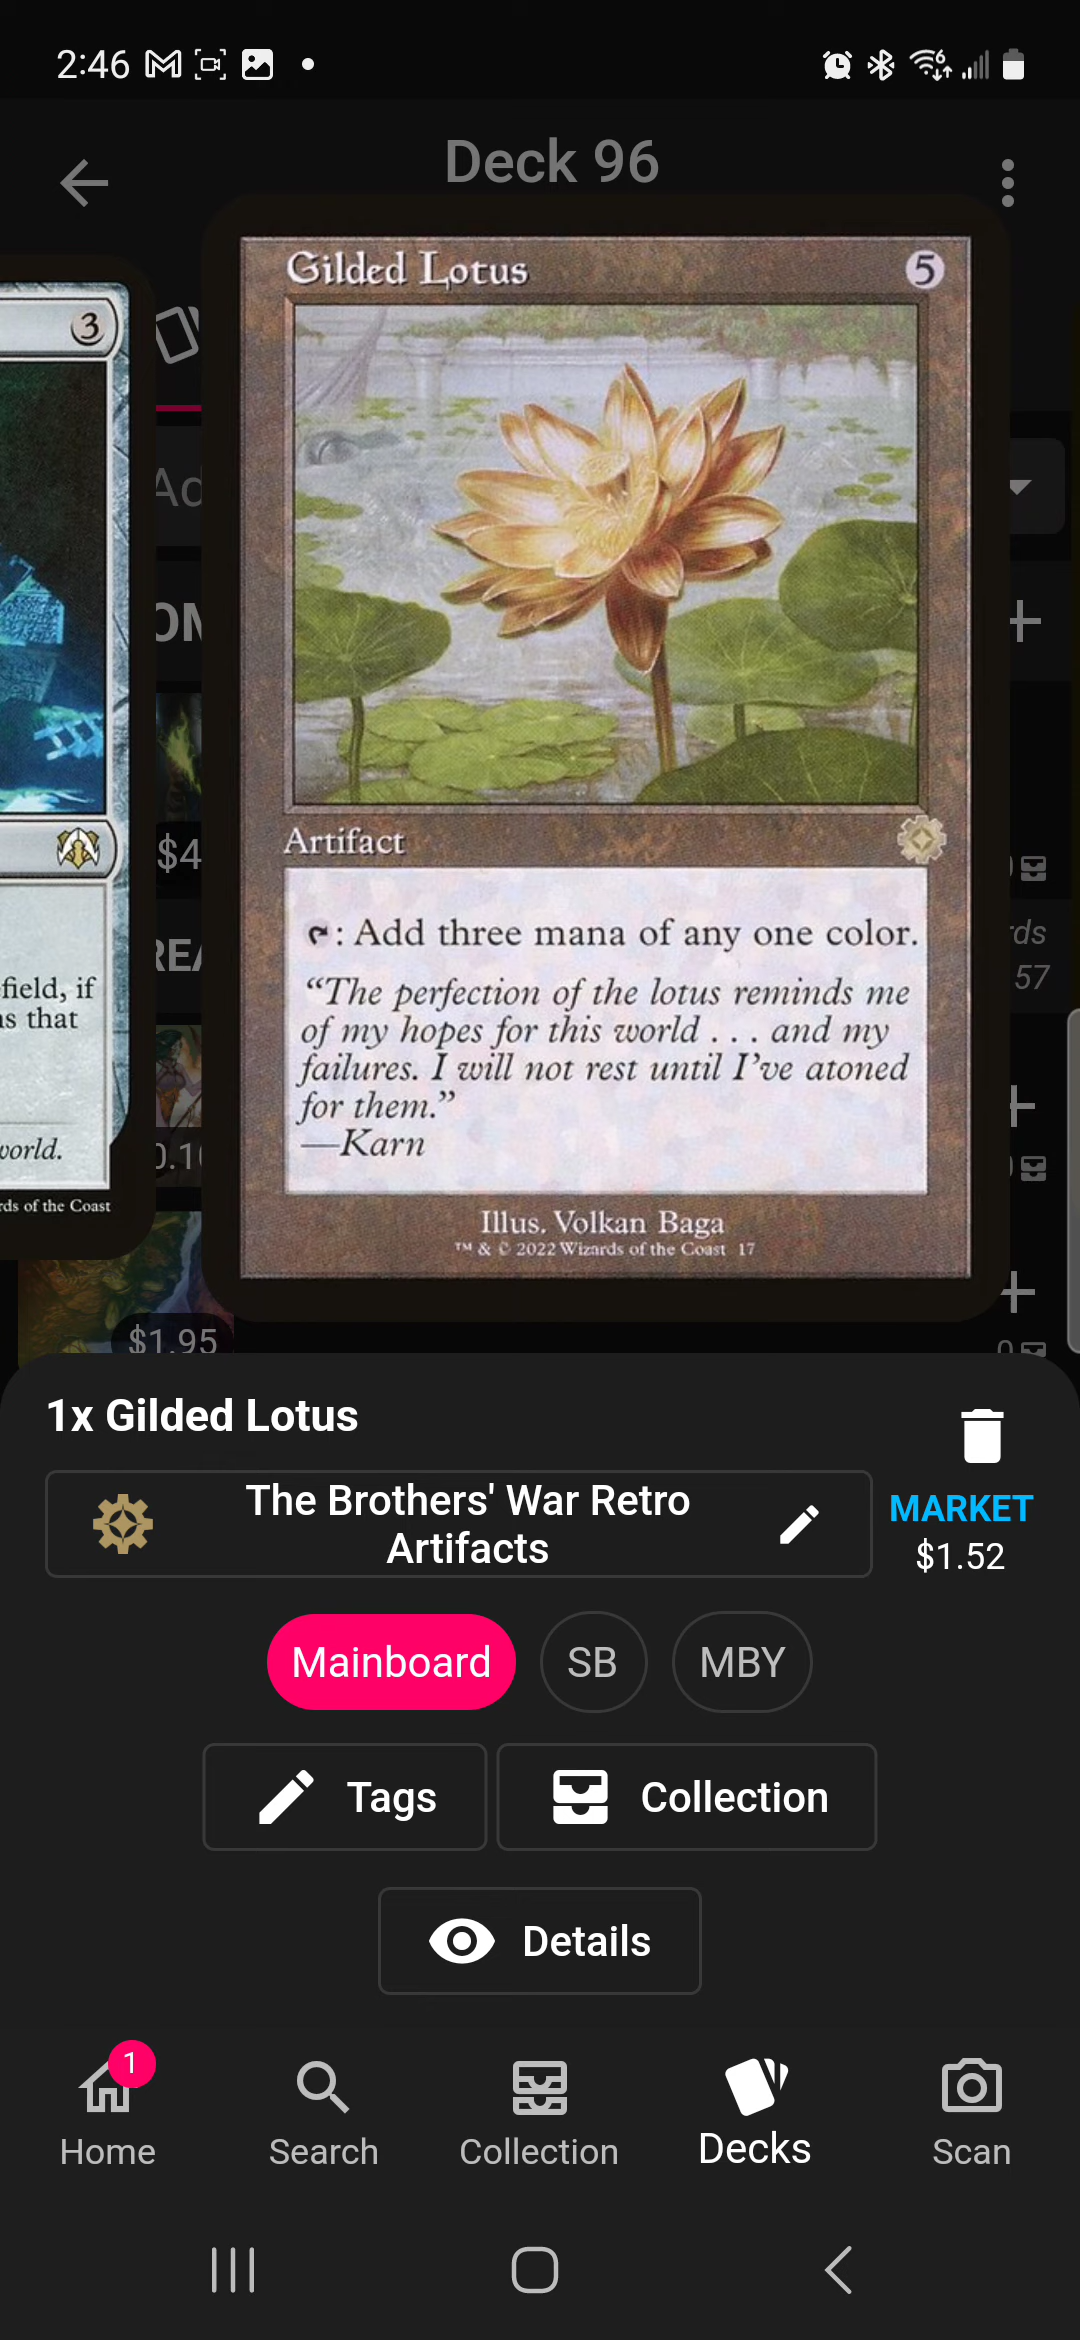 2:46
6
Deck 96
Gilded Lotus
5
3
$4
Artifact
: Add three mana of any one color.
“The perfection of the lotus reminds me
of my hopes for this world . . . and my
failures. I will not rest until I’ve atoned
for them.”
—Karn
Illus. Volkan Baga
™ & © 2022 Wizards of the Coast 17
field, if
s that
world.
rds of the Coast
rds
57
$1.95
0
1x Gilded Lotus
The Brothers' War Retro
Artifacts
MARKET
$1.52
Mainboard
SB
MBY
Tags
Collection
Details
1
Home
Search
Collection
Decks
Scan